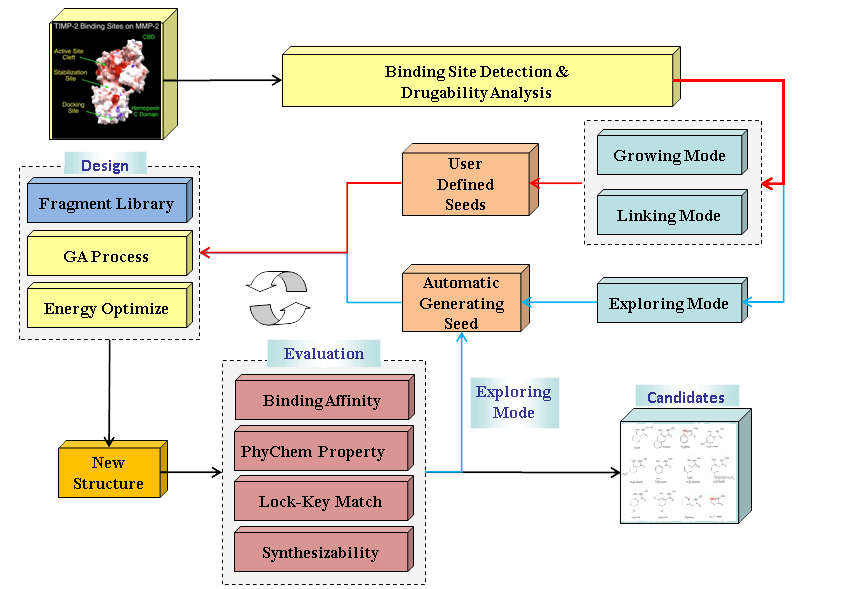 TIMP-2 Binding Sites on MMP-2
CBD
Active Site
Cleft
Stabilization
Site
Docking
Site
Hemopexin
C Domain
Binding Site Detection &
Drugability Analysis
Growing Mode
Linking Mode
User
Defined
Seeds
Design
Fragment Library
GA Process
Energy Optimize
Automatic
Generating
Seed
Exploring Mode
Evaluation
Binding Affinity
PhyChem Property
Lock-Key Match
Synthesizability
Exploring
Mode
New
Structure
Candidates